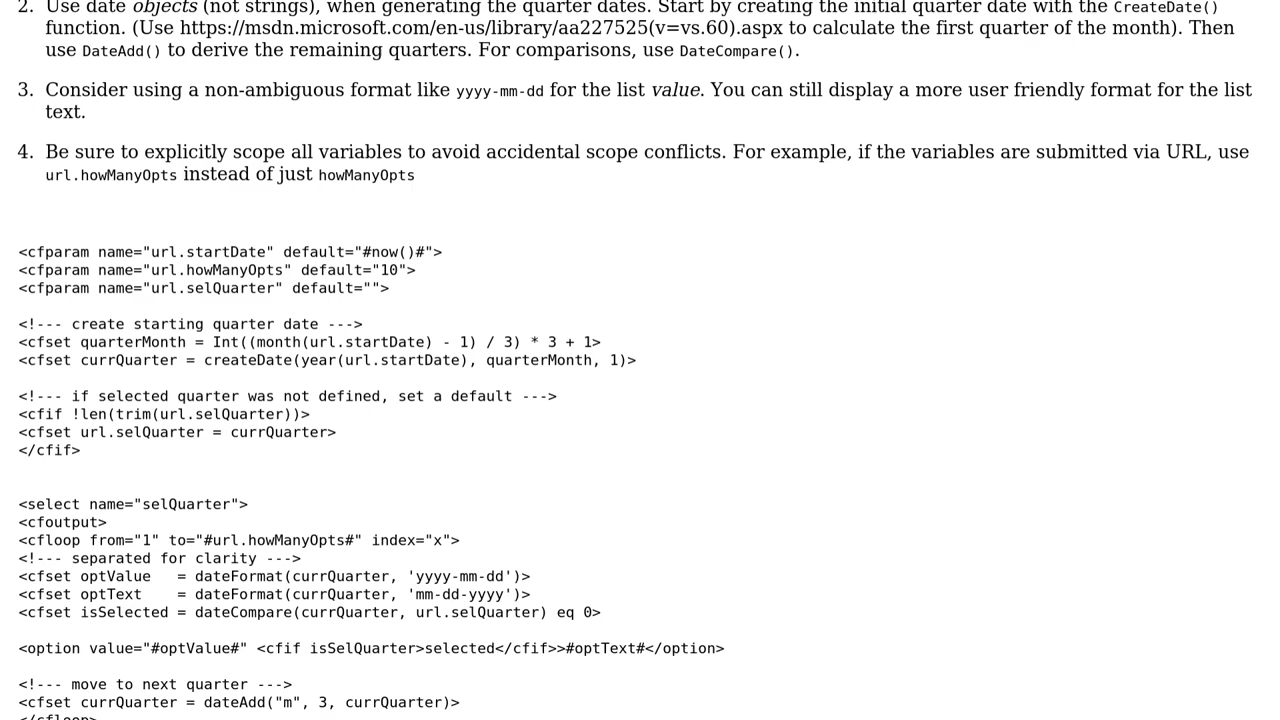 2. Use date objects (not strings), when generating the quarter dates. Start by creating the initial quarter date with the CreateDate()
function. (Use https://msdn.microsoft.com/en-us/library/aa227525(v=vs.60).aspx to calculate the first quarter of the month). Then
use DateAdd() to derive the remaining quarters. For comparisons, use DateCompare().
3. Consider using a non-ambiguous format like yyyy-mm-dd for the list value. You can still display a more user friendly format for the list
text.
4. Be sure to explicitly scope all variables to avoid accidental scope conflicts. For example, if the variables are submitted via URL, use
url.howManyOpts instead of just howManyOpts
<cfparam name="url.startDate" default="#now()#">
<cfparam name="url.howManyOpts" default="10">
<cfparam name="url.selQuarter" default="">
<!--- create starting quarter date --->
<cfset quarterMonth = Int((month(url.startDate) - 1) / 3) * 3 + 1>
<cfset currQuarter = createDate(year(url.startDate), quarterMonth, 1)>
<!--- if selected quarter was not defined, set a default --->
<cfif !len(trim(url.selQuarter))>
<cfset url.selQuarter = currQuarter>
</cfif>
<select name="selQuarter">
<cfoutput>
<cfloop from="1" to="#url.howManyOpts#" index="x">
<!--- separated for clarity --->
<cfset optValue   = dateFormat(currQuarter, 'yyyy-mm-dd')>
<cfset optText    = dateFormat(currQuarter, 'mm-dd-yyyy')>
<cfset isSelected = dateCompare(currQuarter, url.selQuarter) eq 0>
<option value="#optValue#" <cfif isSelQuarter>selected</cfif>>#optText#</option>
<!--- move to next quarter --->
<cfset currQuarter = dateAdd("m", 3, currQuarter)>
</cfloop>